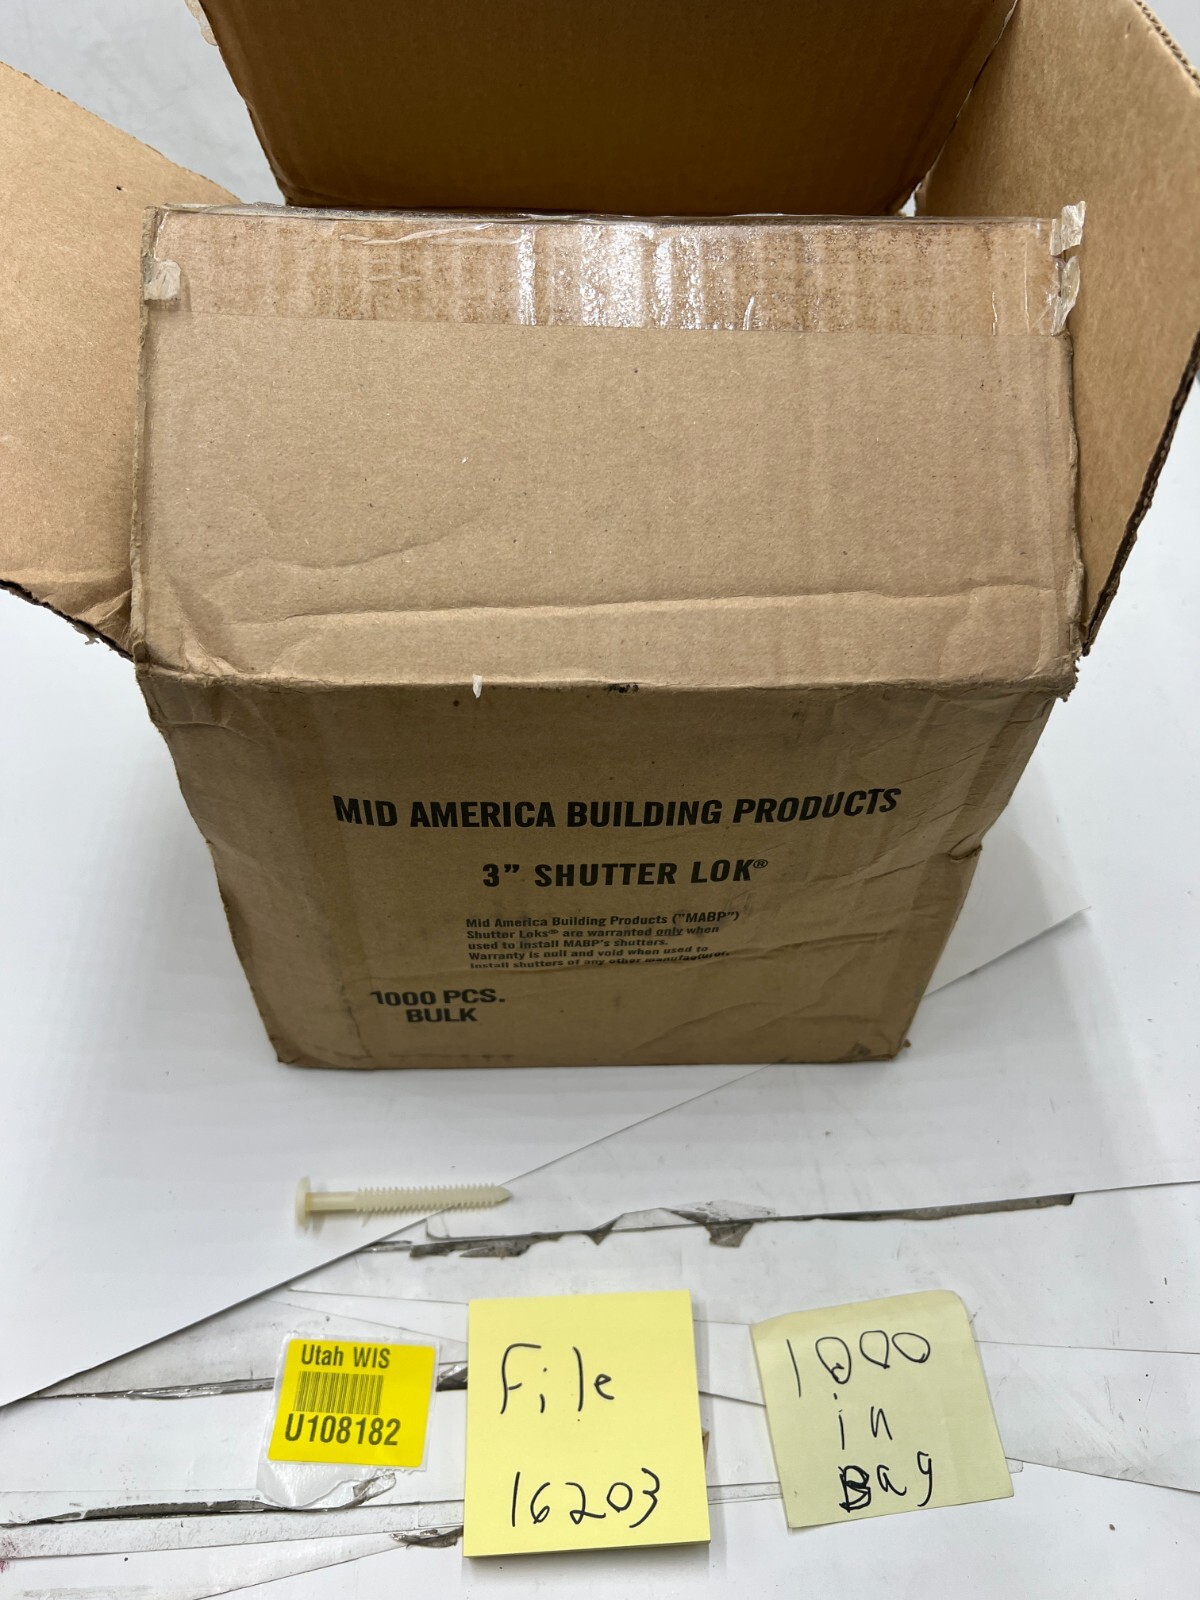 MID AMERICA BUILDING PRODUCTS
3” SHUTTER LOK®
Mid America Building Products ("MABP")
Shutter Loks® are warranted only when
used to install MABP's shutters.
Warranty is null and void when used to
install shutters of any other manufacturer.
1000 PCS.
BULK
Utah WIS
U108182
File
16203
1000
in
Bag